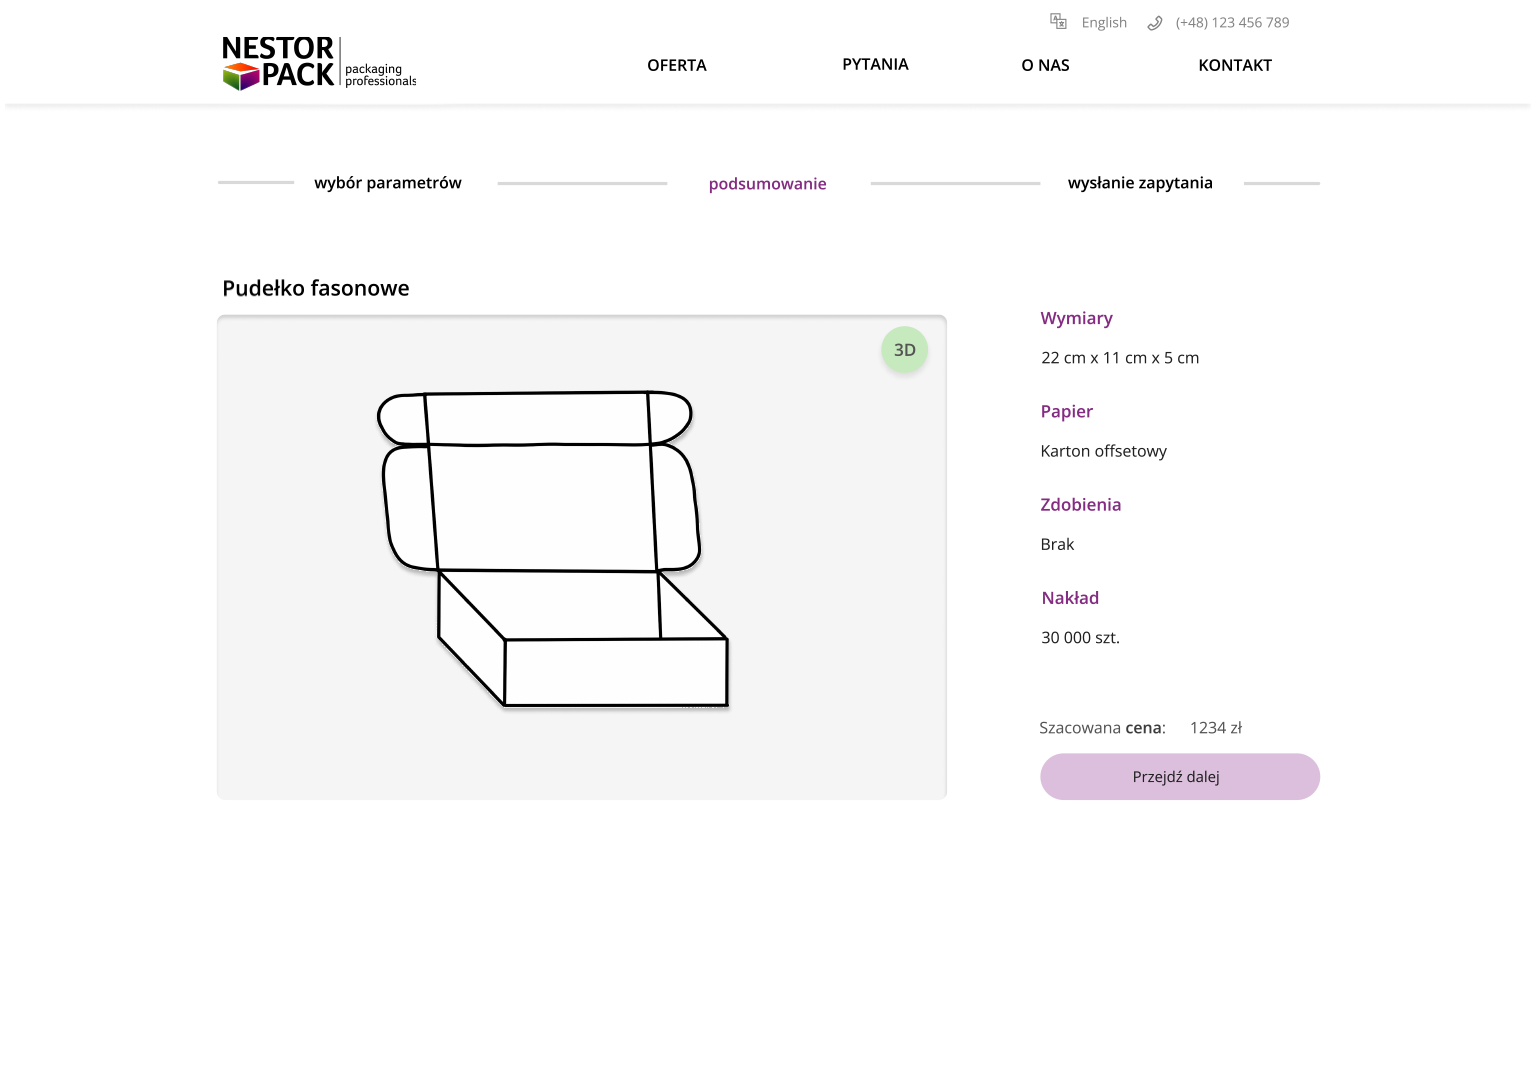 English (+48) 123 456 789
NESTOR
PACK
packaging
professionals
OFERTA PYTANIA O NAS KONTAKT
wybór parametrów podsumowanie wysłanie zapytania
Pudełko fasonowe
3D
Wymiary
22 cm x 11 cm x 5 cm
Papier
Karton offsetowy
Zdobienia
Brak
Nakład
30 000 szt.
Szacowana cena: 1234 zł
Przejdź dalej